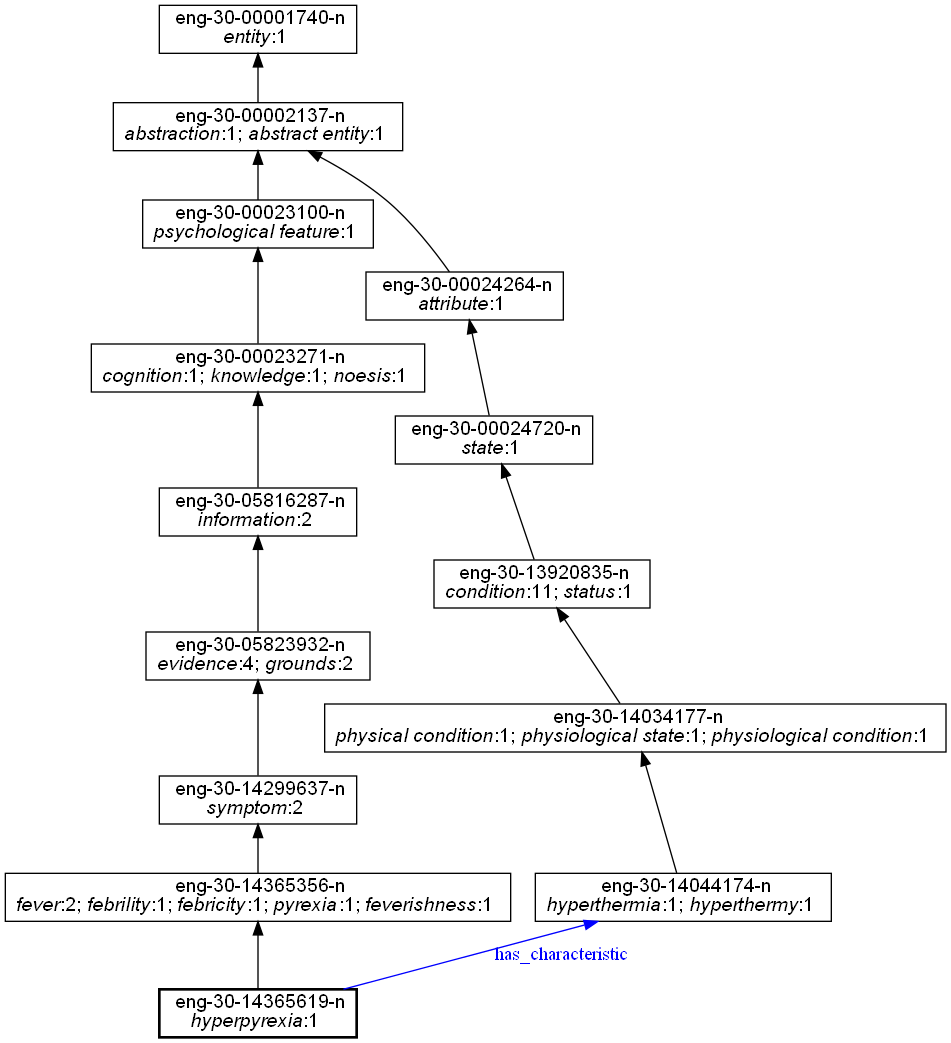 eng-30-00001740-n
entity:1
eng-30-00002137-n
abstraction:1; abstract entity:1
eng-30-00023100-n
psychological feature:1
eng-30-00024264-n
attribute:1
eng-30-00023271-n
cognition:1; knowledge:1; noesis:1
eng-30-00024720-n
state:1
eng-30-05816287-n
information:2
eng-30-13920835-n
condition:11; status:1
eng-30-05823932-n
evidence:4; grounds:2
eng-30-14034177-n
physical condition:1; physiological state:1; physiological condition:1
eng-30-14299637-n
symptom:2
eng-30-14365356-n
fever:2; febrility:1; febricity:1; pyrexia:1; feverishness:1
eng-30-14044174-n
hyperthermia:1; hyperthermy:1
has_characteristic
eng-30-14365619-n
hyperpyrexia:1